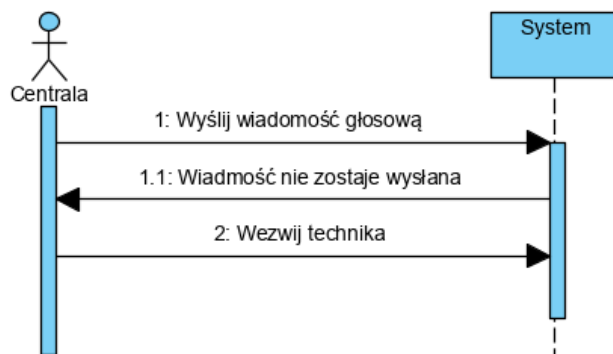 System
Centrala
1: Wyślij wiadomość głosową
1.1: Wiadmość nie zostaje wysłana
2: Wezwij technika